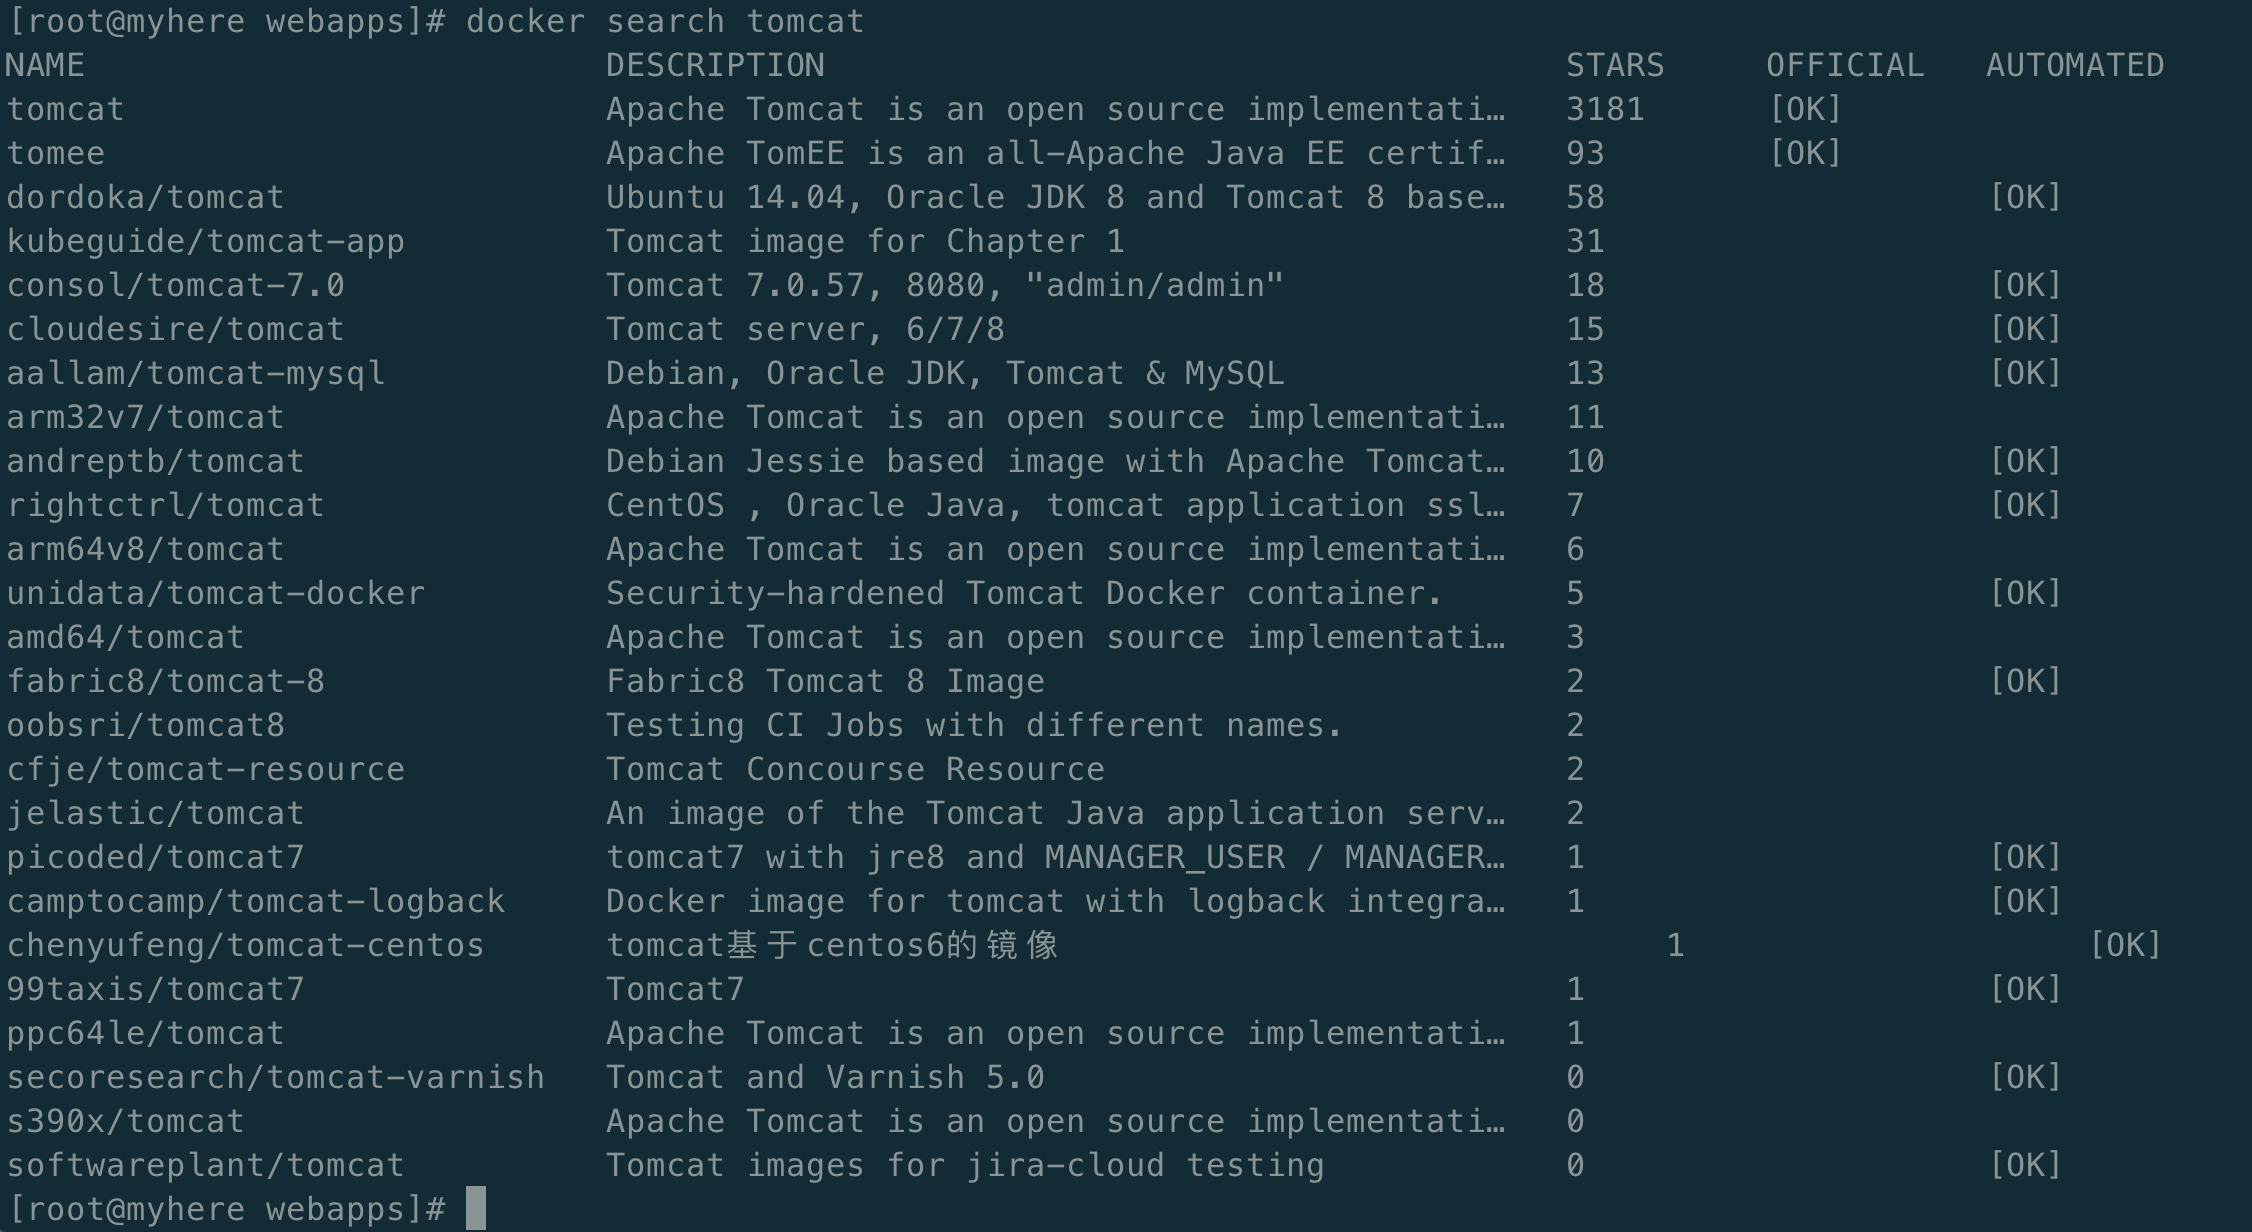 [root@myhere webapps]# docker search tomcat
NAME                          DESCRIPTION                                     STARS     OFFICIAL   AUTOMATED
tomcat                        Apache Tomcat is an open source implementati…   3181      [OK]
tomee                         Apache TomEE is an all-Apache Java EE certif…   93        [OK]
dordoka/tomcat                Ubuntu 14.04, Oracle JDK 8 and Tomcat 8 base…   58                   [OK]
kubeguide/tomcat-app          Tomcat image for Chapter 1                      31
consol/tomcat-7.0             Tomcat 7.0.57, 8080, "admin/admin"              18                   [OK]
cloudesire/tomcat             Tomcat server, 6/7/8                            15                   [OK]
aallam/tomcat-mysql           Debian, Oracle JDK, Tomcat & MySQL              13                   [OK]
arm32v7/tomcat                Apache Tomcat is an open source implementati…   11
andreptb/tomcat               Debian Jessie based image with Apache Tomcat…   10                   [OK]
rightctrl/tomcat              CentOS , Oracle Java, tomcat application ssl…   7                    [OK]
arm64v8/tomcat                Apache Tomcat is an open source implementati…   6
unidata/tomcat-docker         Security-hardened Tomcat Docker container.      5                    [OK]
amd64/tomcat                  Apache Tomcat is an open source implementati…   3
fabric8/tomcat-8              Fabric8 Tomcat 8 Image                          2                    [OK]
oobsri/tomcat8                Testing CI Jobs with different names.           2
cfje/tomcat-resource          Tomcat Concourse Resource                       2
jelastic/tomcat               An image of the Tomcat Java application serv…   2
picoded/tomcat7               tomcat7 with jre8 and MANAGER_USER / MANAGER…   1                    [OK]
camptocamp/tomcat-logback     Docker image for tomcat with logback integra…   1                    [OK]
chenyufeng/tomcat-centos      tomcat基于centos6的镜像                              1                    [OK]
99taxis/tomcat7               Tomcat7                                         1                    [OK]
ppc64le/tomcat                Apache Tomcat is an open source implementati…   1
secoresearch/tomcat-varnish   Tomcat and Varnish 5.0                          0                    [OK]
s390x/tomcat                  Apache Tomcat is an open source implementati…   0
softwareplant/tomcat          Tomcat images for jira-cloud testing            0                    [OK]
[root@myhere webapps]#